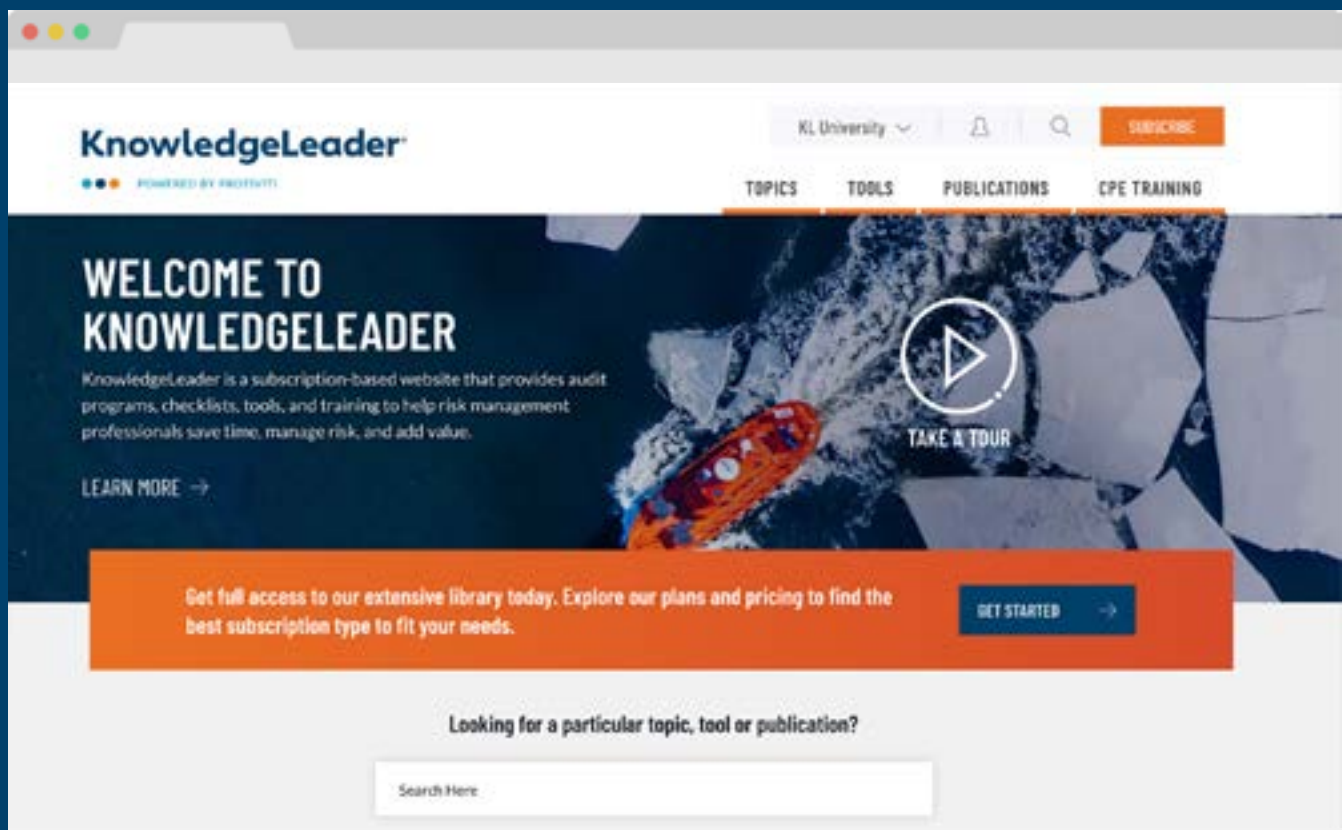 KnowledgeLeader
POWERED BY PROTIVITI
KL University
SUBSCRIBE
TOPICS TOOLS PUBLICATIONS CPE TRAINING
WELCOME TO
KNOWLEDGELEADER
KnowledgeLeader is a subscription-based website that provides audit
programs, checklists, tools, and training to help risk management
professionals save time, manage risk, and add value.
LEARN MORE →
TAKE A TOUR
Get full access to our extensive library today. Explore our plans and pricing to find the
best subscription type to fit your needs.
GET STARTED →
Looking for a particular topic, tool or publication?
Search Here